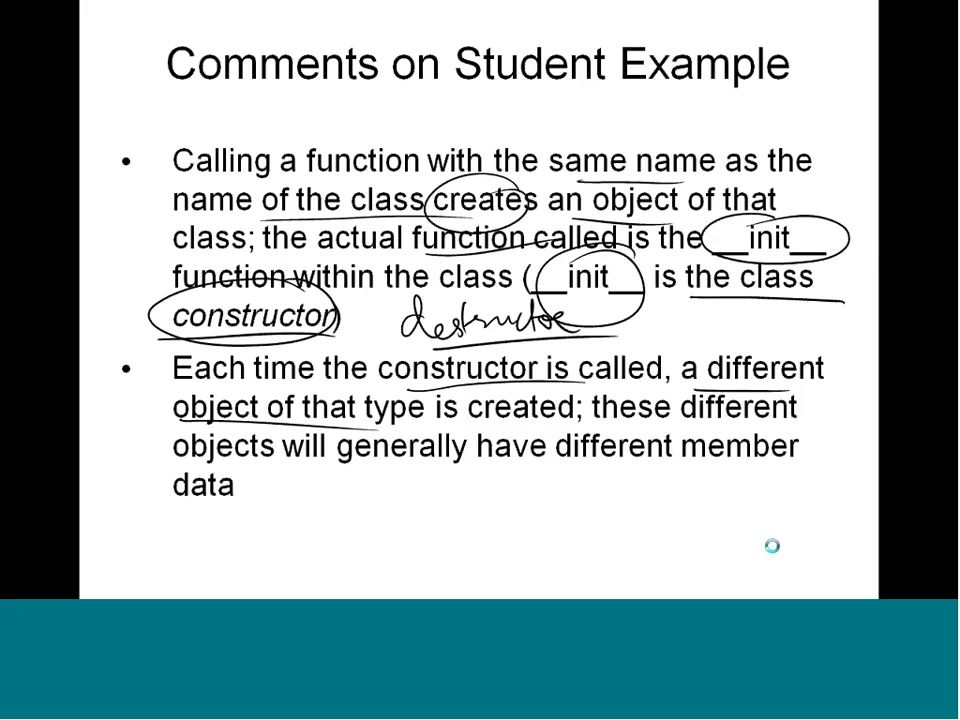 Comments on Student Example
• Calling a function with the same name as the
name of the class creates an object of that
class; the actual function called is the __init__
function within the class (__init__ is the class
constructor)
destructor
• Each time the constructor is called, a different
object of that type is created; these different
objects will generally have different member
data